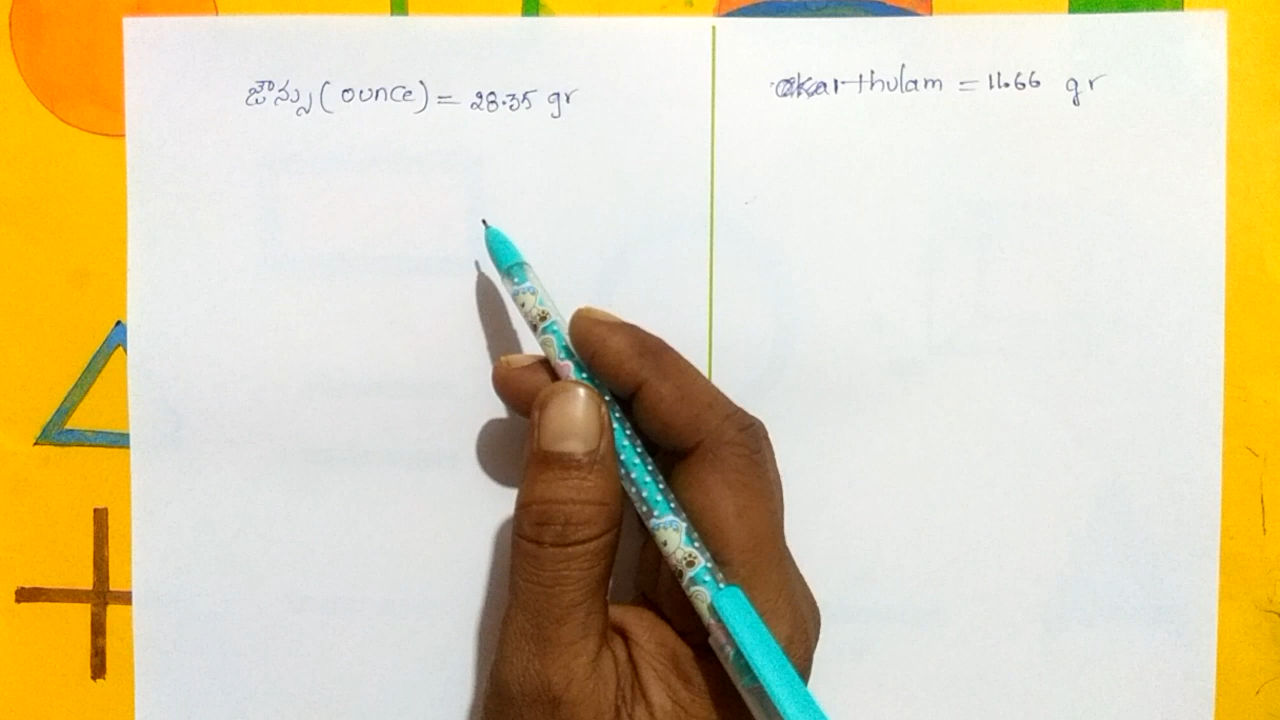 ఔన్సు (ounce) = 28.35 gr
thulam = 11.66 gr